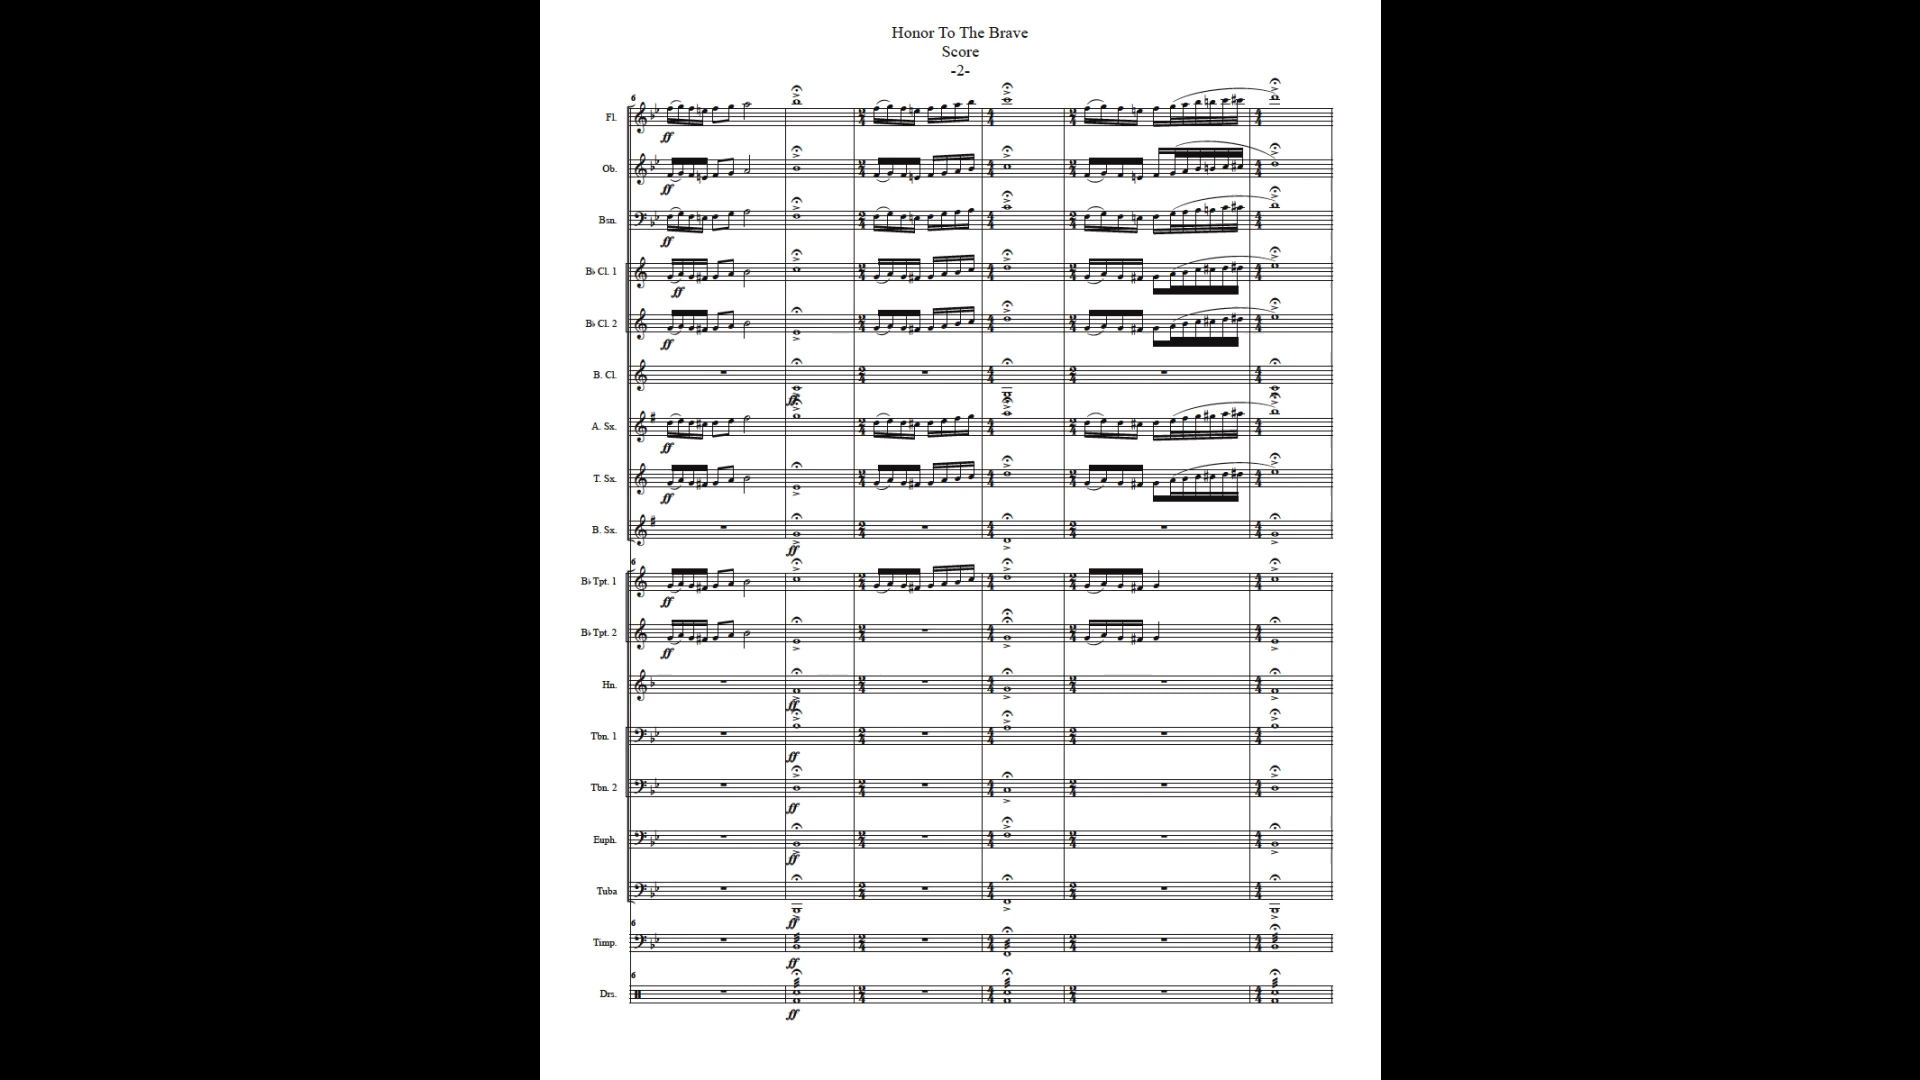 Honor To The Brave
Score
-2-
6
Fl.
ff
Ob.
ff
Bsn.
ff
B♭ Cl. 1
ff
B♭ Cl. 2
ff
B. Cl.
ff
A. Sx.
ff
T. Sx.
ff
B. Sx.
ff
6
B♭ Tpt. 1
ff
B♭ Tpt. 2
ff
Hn.
ff
Tbn. 1
ff
Tbn. 2
ff
Euph.
ff
Tuba
ff
6
Timp.
ff
6
Drs.
ff